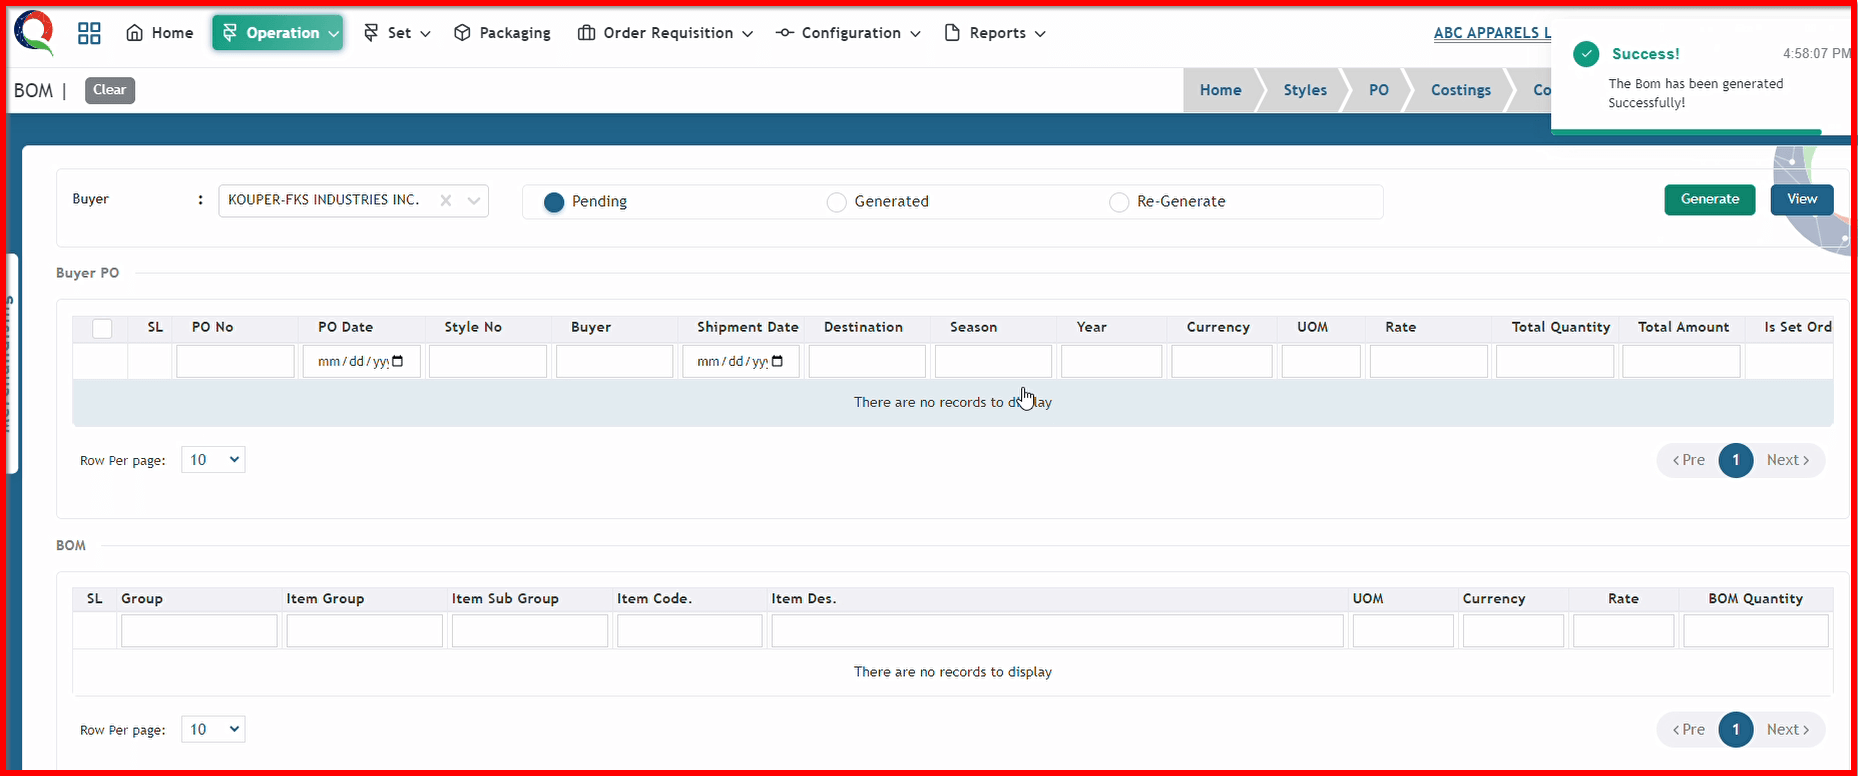 Home Operation Set Packaging Order Requisition Configuration Reports ABC APPARELS L
Success! 4:58:07 PM
The Bom has been generated
Successfully!
BOM | Clear
Home Styles PO Costings Co
Buyer : KOUPER-FKS INDUSTRIES INC. Pending Generated Re-Generate Generate View
Buyer PO
SL PO No PO Date Style No Buyer Shipment Date Destination Season Year Currency UOM Rate Total Quantity Total Amount Is Set Ord
mm/dd/yy mm/dd/yy
There are no records to display
Row Per page: 10 Pre 1 Next
BOM
SL Group Item Group Item Sub Group Item Code. Item Des. UOM Currency Rate BOM Quantity
There are no records to display
Row Per page: 10 Pre 1 Next